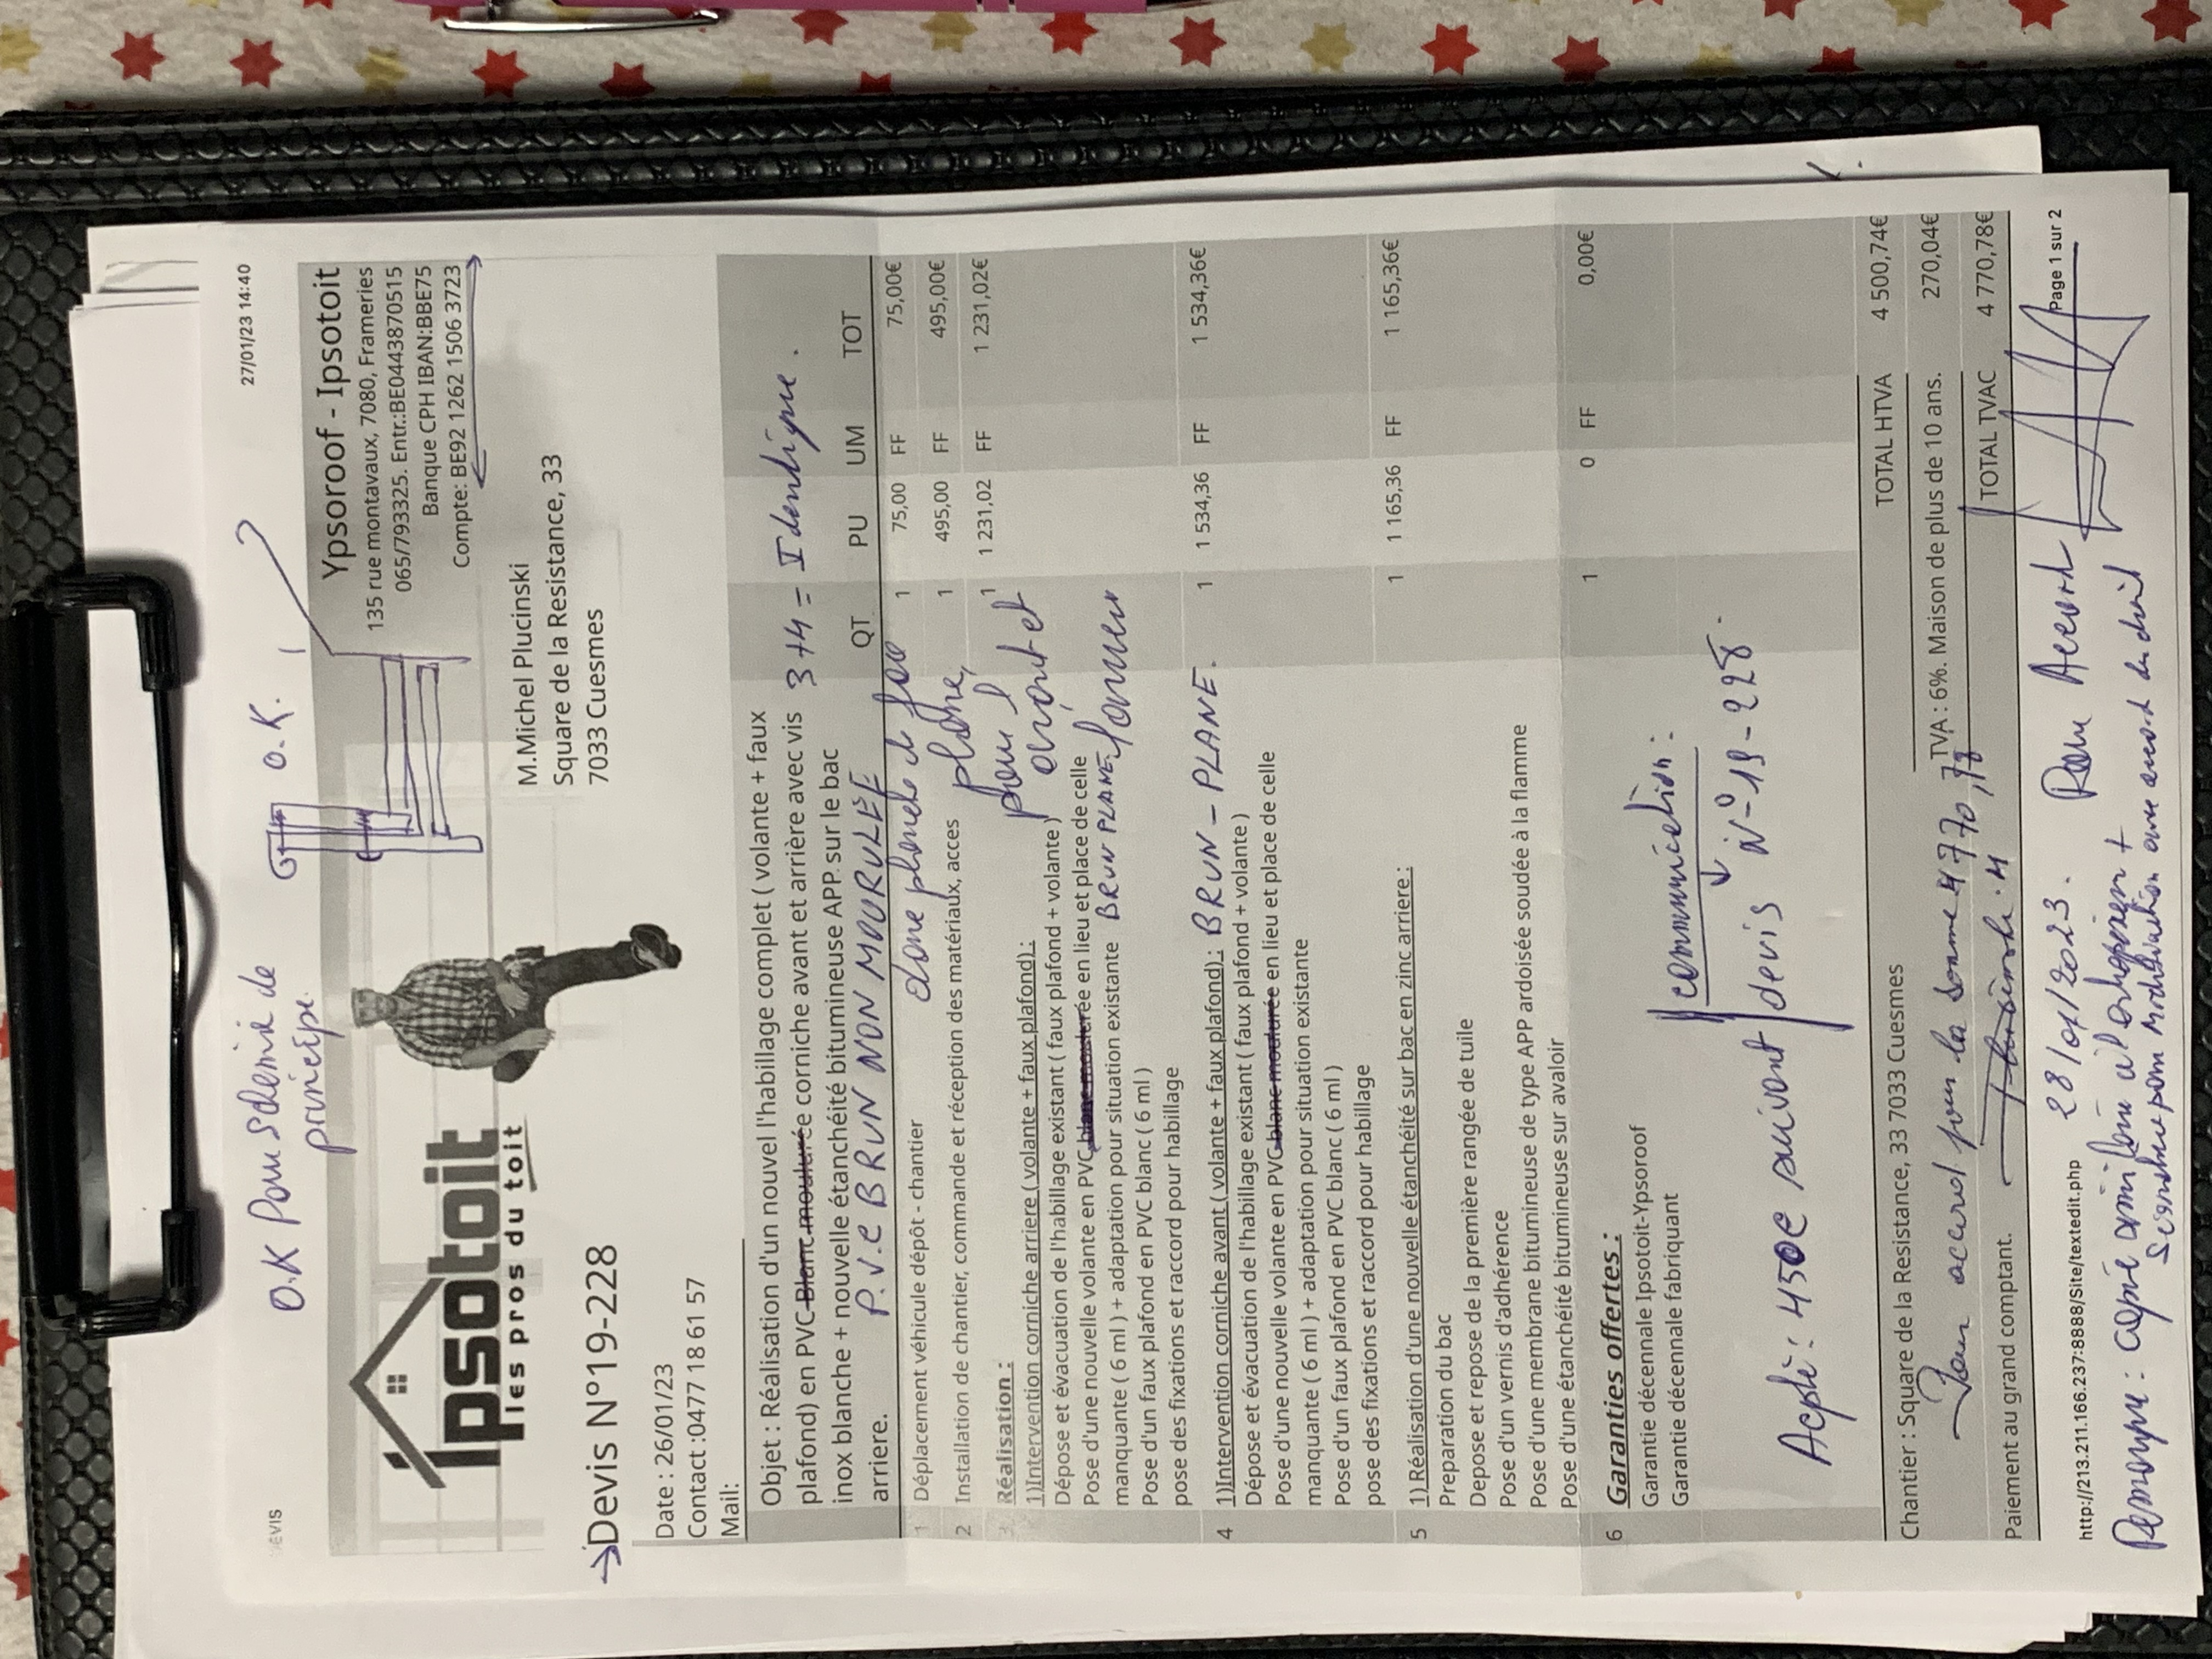 DEVIS
27/01/23 14:40
O.K Pour schema de
principe.
O.K.
Ipsotoit
les pros du toit
Ypsoroof - Ipsotoit
135 rue montavaux, 7080, Frameries
065/793325. Entr.:BE0443870515
Banque CPH IBAN:BBE75
Compte: BE92 1262 1506 3723
M.Michel Plucinski
Square de la Resistance, 33
7033 Cuesmes
→Devis N°19-228
Date : 26/01/23
Contact :0477 18 61 57
Mail:
Objet : Réalisation d'un nouvel l'habillage complet ( volante + faux
plafond) en PVC Blanc moulurée corniche avant et arrière avec vis
inox blanche + nouvelle étanchéité bitumineuse APP. sur le bac
arriere.
3+4 = Identique.
P.V.C BRUN NON MOURULEE
QT PU UM TOT
1 Déplacement véhicule dépôt - chantier 1 75,00 FF 75,00€
donc planche de face
2 Installation de chantier, commande et réception des matériaux, acces 1 495,00 FF 495,00€
plane,
3 Réalisation : 1 1 231,02 FF 1 231,02€
pour l
avant et
1)Intervention corniche arriere ( volante + faux plafond) :
Dépose et évacuation de l'habillage existant ( faux plafond + volante )
Pose d'une nouvelle volante en PVC blanc moulurée en lieu et place de celle
BRUN PLANE
manquante ( 6 ml ) + adaptation pour situation existante
Pose d'un faux plafond en PVC blanc ( 6 ml )
pose des fixations et raccord pour habillage
4 1)Intervention corniche avant ( volante + faux plafond) : BRUN - PLANE. 1 1 534,36 FF 1 534,36€
Dépose et évacuation de l'habillage existant ( faux plafond + volante )
Pose d'une nouvelle volante en PVC blanc moulurée en lieu et place de celle
manquante ( 6 ml ) + adaptation pour situation existante
Pose d'un faux plafond en PVC blanc ( 6 ml )
pose des fixations et raccord pour habillage
5 1) Réalisation d'une nouvelle étanchéité sur bac en zinc arriere : 1 1 165,36 FF 1 165,36€
Preparation du bac
Depose et repose de la première rangée de tuile
Pose d'un vernis d'adhérence
Pose d'une membrane bitumineuse de type APP ardoisée soudée à la flamme
Pose d'une étanchéité bitumineuse sur avaloir
6 Garanties offertes : 1 0 FF 0,00€
Garantie décennale Ipsotoit-Ypsoroof
Garantie décennale fabriquant
communication :
Acpte : 450€ suivant devis N°-19-228.
TOTAL HTVA 4 500,74€
Chantier : Square de la Resistance, 33 7033 Cuesmes
TVA : 6%. Maison de plus de 10 ans. 270,04€
Pour accord pour la somme 4770,78
TOTAL TVAC 4 770,78€
Paiement au grand comptant.
28/01/2023. Pour Accord
http://213.211.166.237:8888/Site/textedit.php
Page 1 sur 2